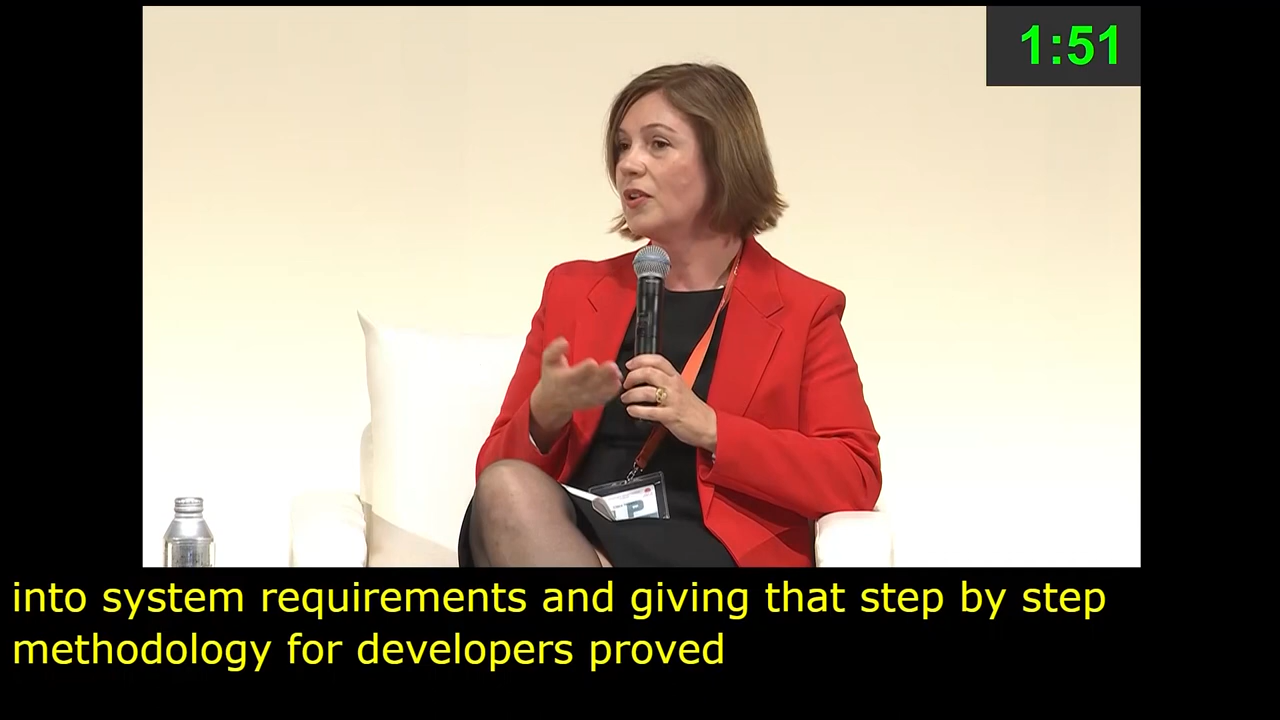 1:51
P
into system requirements and giving that step by step
methodology for developers proved